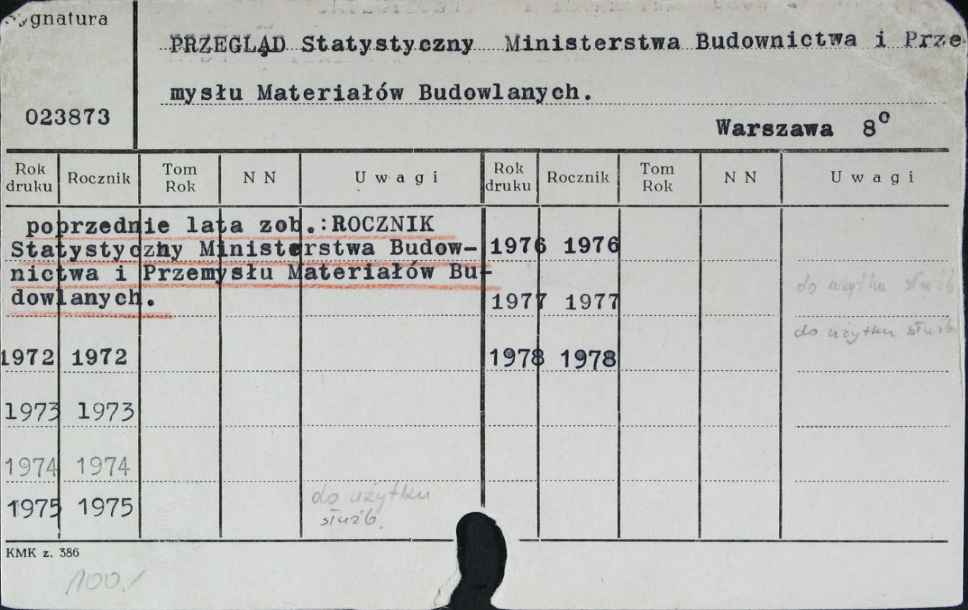 Sygnatura
PRZEGLĄD Statystyczny Ministerstwa Budownictwa i Prze
mysłu Materiałów Budowlanych.
023873
Warszawa 8°
Rok druku Rocznik Tom Rok N N Uwagi Rok druku Rocznik Tom Rok N N Uwagi
poprzednie lata zob.:ROCZNIK
Statystyczny Ministerstwa Budow-
nictwa i Przemysłu Materiałów Bu-
dowlanych.
1972 1972
1973 1973
1974 1974
1975 1975 do użytku
służb.
1976 1976
1977 1977 do użytku służb.
do użytku służb
1978 1978
KMK z. 386
100./